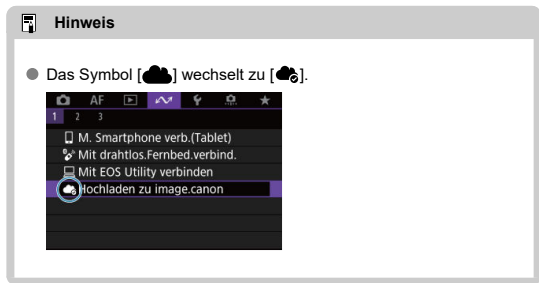 Hinweis
Das Symbol [ ] wechselt zu [ ].
AF
1 2 3
M. Smartphone verb.(Tablet)
Mit drahtlos.Fernbed.verbind.
Mit EOS Utility verbinden
Hochladen zu image.canon